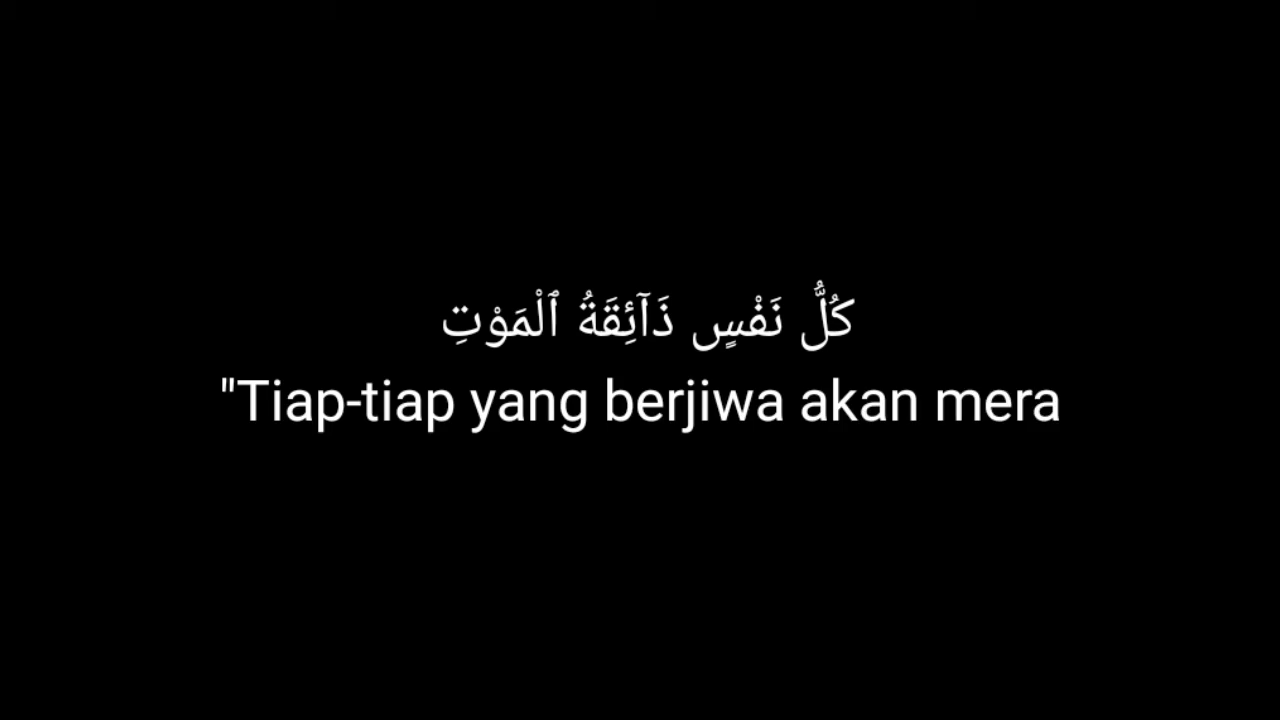 كُلُّ نَفْسٍ ذَآئِقَةُ ٱلْمَوْتِ
"Tiap-tiap yang berjiwa akan mera